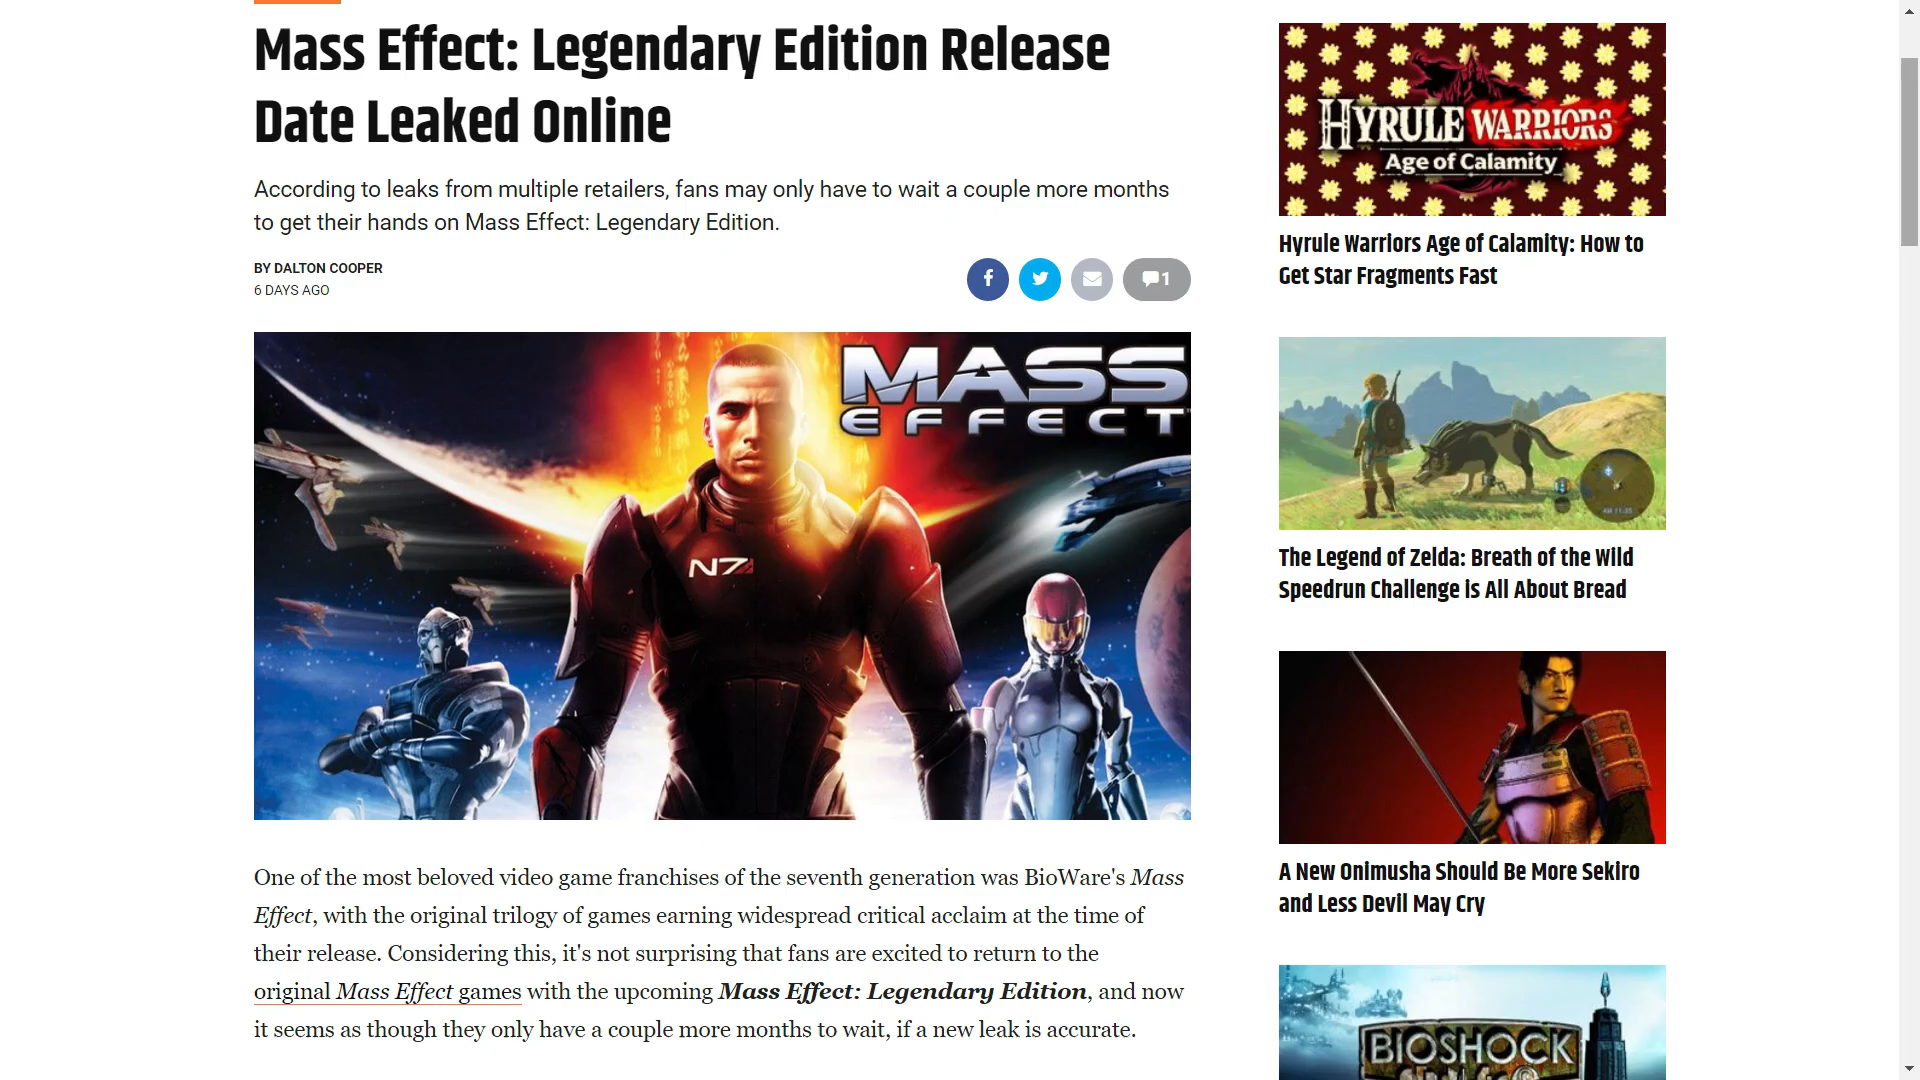 Mass Effect: Legendary Edition Release
Date Leaked Online
According to leaks from multiple retailers, fans may only have to wait a couple more months
to get their hands on Mass Effect: Legendary Edition.
BY DALTON COOPER
6 DAYS AGO
1
MASS
EFFECT
N7
One of the most beloved video game franchises of the seventh generation was BioWare's Mass
Effect, with the original trilogy of games earning widespread critical acclaim at the time of
their release. Considering this, it's not surprising that fans are excited to return to the
original Mass Effect games with the upcoming Mass Effect: Legendary Edition, and now
it seems as though they only have a couple more months to wait, if a new leak is accurate.
HYRULE WARRIORS
Age of Calamity
Hyrule Warriors Age of Calamity: How to
Get Star Fragments Fast
The Legend of Zelda: Breath of the Wild
Speedrun Challenge is All About Bread
A New Onimusha Should Be More Sekiro
and Less Devil May Cry
BIOSHOCK